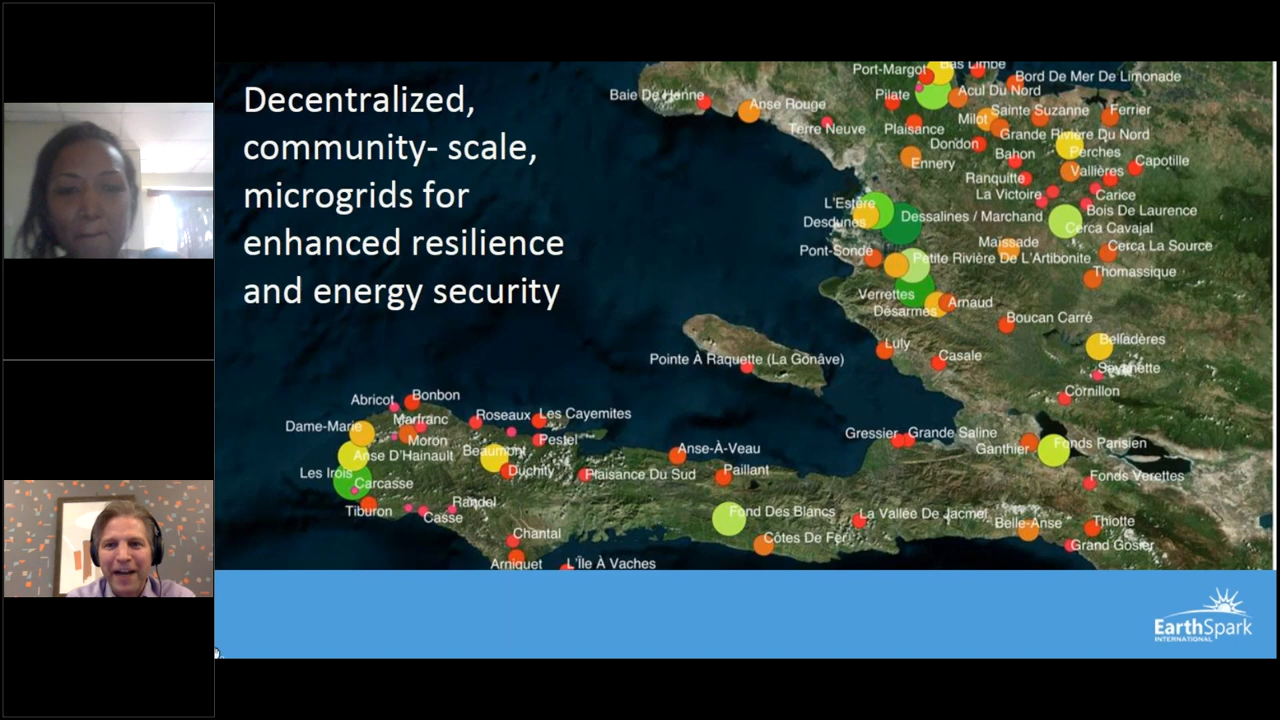 Decentralized,
community- scale,
microgrids for
enhanced resilience
and energy security
Port-Margot
Bas Limbe
Bord De Mer De Limonade
Baie De Henne
Anse Rouge
Pilate
Acul Du Nord
Terre Neuve
Plaisance
Milot
Sainte Suzanne
Ferrier
Grande Rivière Du Nord
Dondon
Bahon
Perches
Capotille
Ennery
Ranquitte
Vallières
La Victoire
Carice
L'Estère
Desdunes
Dessalines / Marchand
Bois De Laurence
Cerca Cavajal
Pont-Sondé
Maïssade
Cerca La Source
Petite Rivière De L'Artibonite
Thomassique
Verrettes
Désarmes
Arnaud
Boucan Carré
Luly
Casale
Belladères
Savanette
Pointe À Raquette (La Gonâve)
Cornillon
Abricot
Bonbon
Marfranc
Roseaux
Les Cayemites
Dame-Marie
Moron
Pestel
Gressier
Grande Saline
Ganthier
Fonds Parisien
Anse D'Hainault
Beaumont
Anse-À-Veau
Les Irois
Carcasse
Duchity
Plaisance Du Sud
Paillant
Fonds Verettes
Tiburon
Randel
Casse
Fond Des Blancs
La Vallée De Jacmel
Belle-Anse
Thiotte
Chantal
Côtes De Fer
Grand Gosier
Arniquet
L'Île À Vaches
EarthSpark
INTERNATIONAL